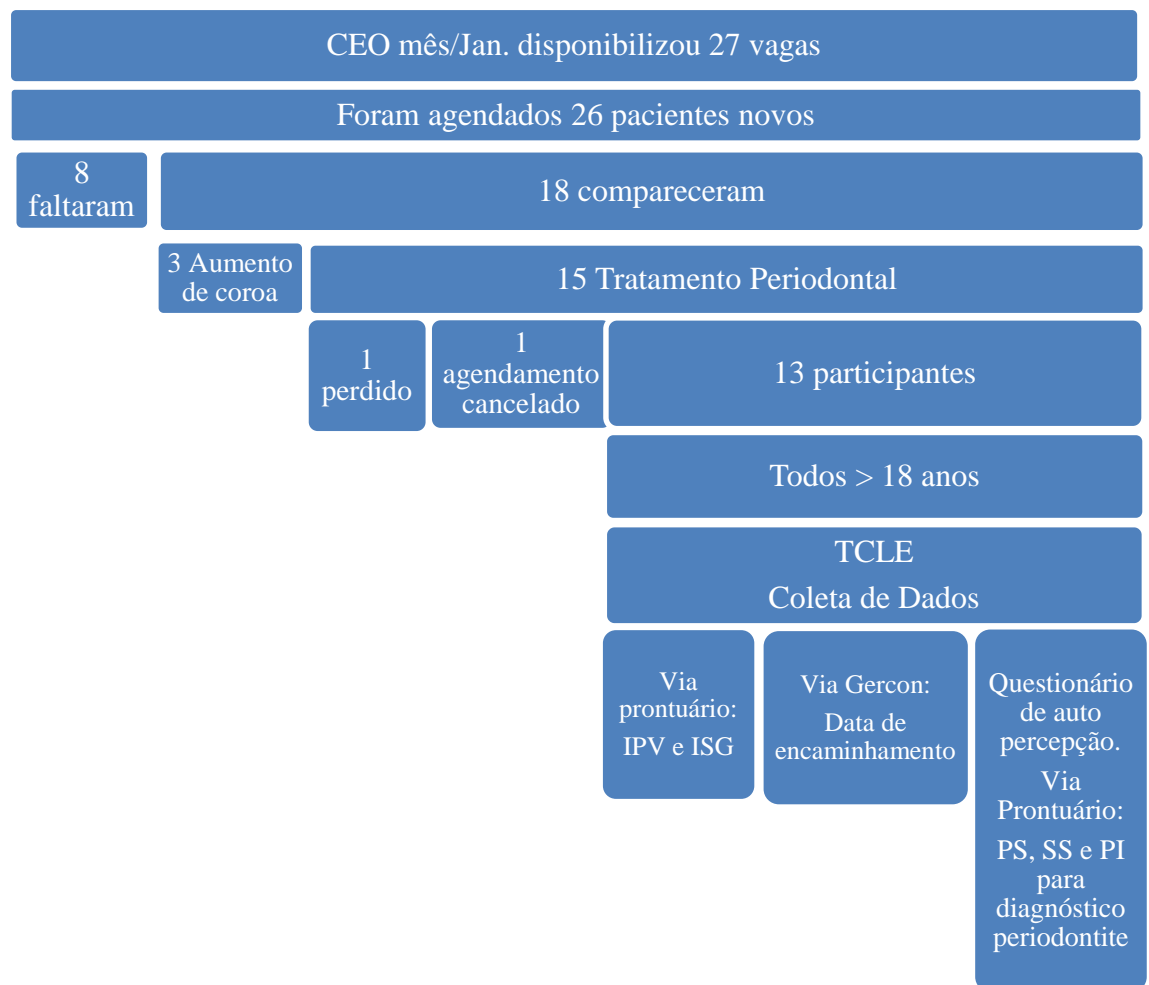 CEO mês/Jan. disponibilizou 27 vagas
Foram agendados 26 pacientes novos
8
faltaram
18 compareceram
3 Aumento
de coroa
15 Tratamento Periodontal
1
perdido
1
agendamento
cancelado
13 participantes
Todos > 18 anos
TCLE
Coleta de Dados
Via
prontuário:
IPV e ISG
Via Gercon:
Data de
encaminhamento
Questionário
de auto
percepção.
Via
Prontuário:
PS, SS e PI
para
diagnóstico
periodontite